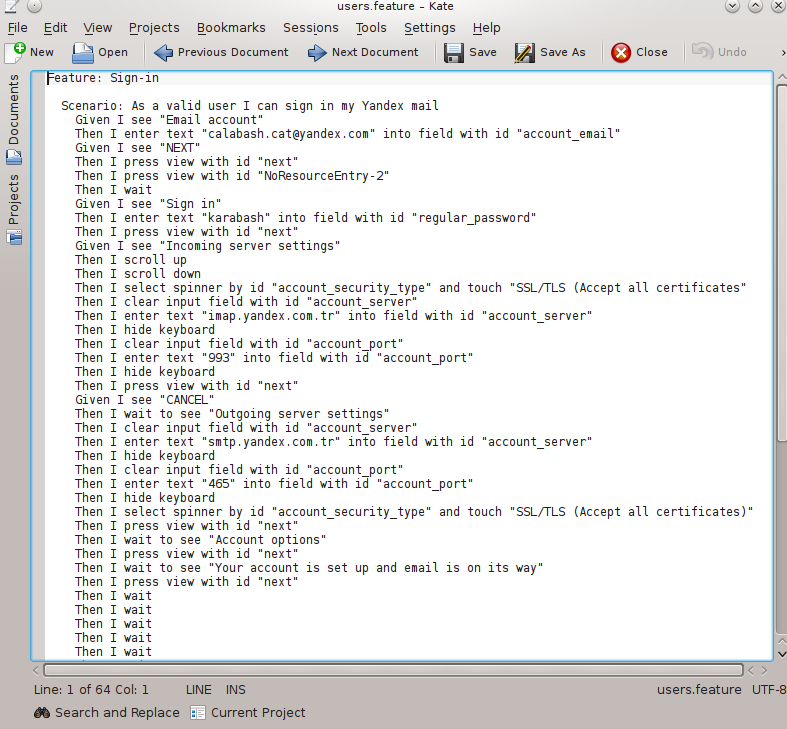 users.feature – Kate
File Edit View Projects Bookmarks Sessions Tools Settings Help
New Open Previous Document Next Document Save Save As Close Undo
Documents
Projects
Feature: Sign-in
Scenario: As a valid user I can sign in my Yandex mail
Given I see "Email account"
Then I enter text "calabash.cat@yandex.com" into field with id "account_email"
Given I see "NEXT"
Then I press view with id "next"
Then I press view with id "NoResourceEntry-2"
Then I wait
Given I see "Sign in"
Then I enter text "karabash" into field with id "regular_password"
Then I press view with id "next"
Given I see "Incoming server settings"
Then I scroll up
Then I scroll down
Then I select spinner by id "account_security_type" and touch "SSL/TLS (Accept all certificates"
Then I clear input field with id "account_server"
Then I enter text "imap.yandex.com.tr" into field with id "account_server"
Then I hide keyboard
Then I clear input field with id "account_port"
Then I enter text "993" into field with id "account_port"
Then I hide keyboard
Then I press view with id "next"
Given I see "CANCEL"
Then I wait to see "Outgoing server settings"
Then I clear input field with id "account_server"
Then I enter text "smtp.yandex.com.tr" into field with id "account_server"
Then I hide keyboard
Then I clear input field with id "account_port"
Then I enter text "465" into field with id "account_port"
Then I hide keyboard
Then I select spinner by id "account_security_type" and touch "SSL/TLS (Accept all certificates)"
Then I press view with id "next"
Then I wait to see "Account options"
Then I press view with id "next"
Then I wait to see "Your account is set up and email is on its way"
Then I press view with id "next"
Then I wait
Then I wait
Then I wait
Then I wait
Then I wait
Line: 1 of 64 Col: 1 LINE INS users.feature UTF-8
Search and Replace Current Project